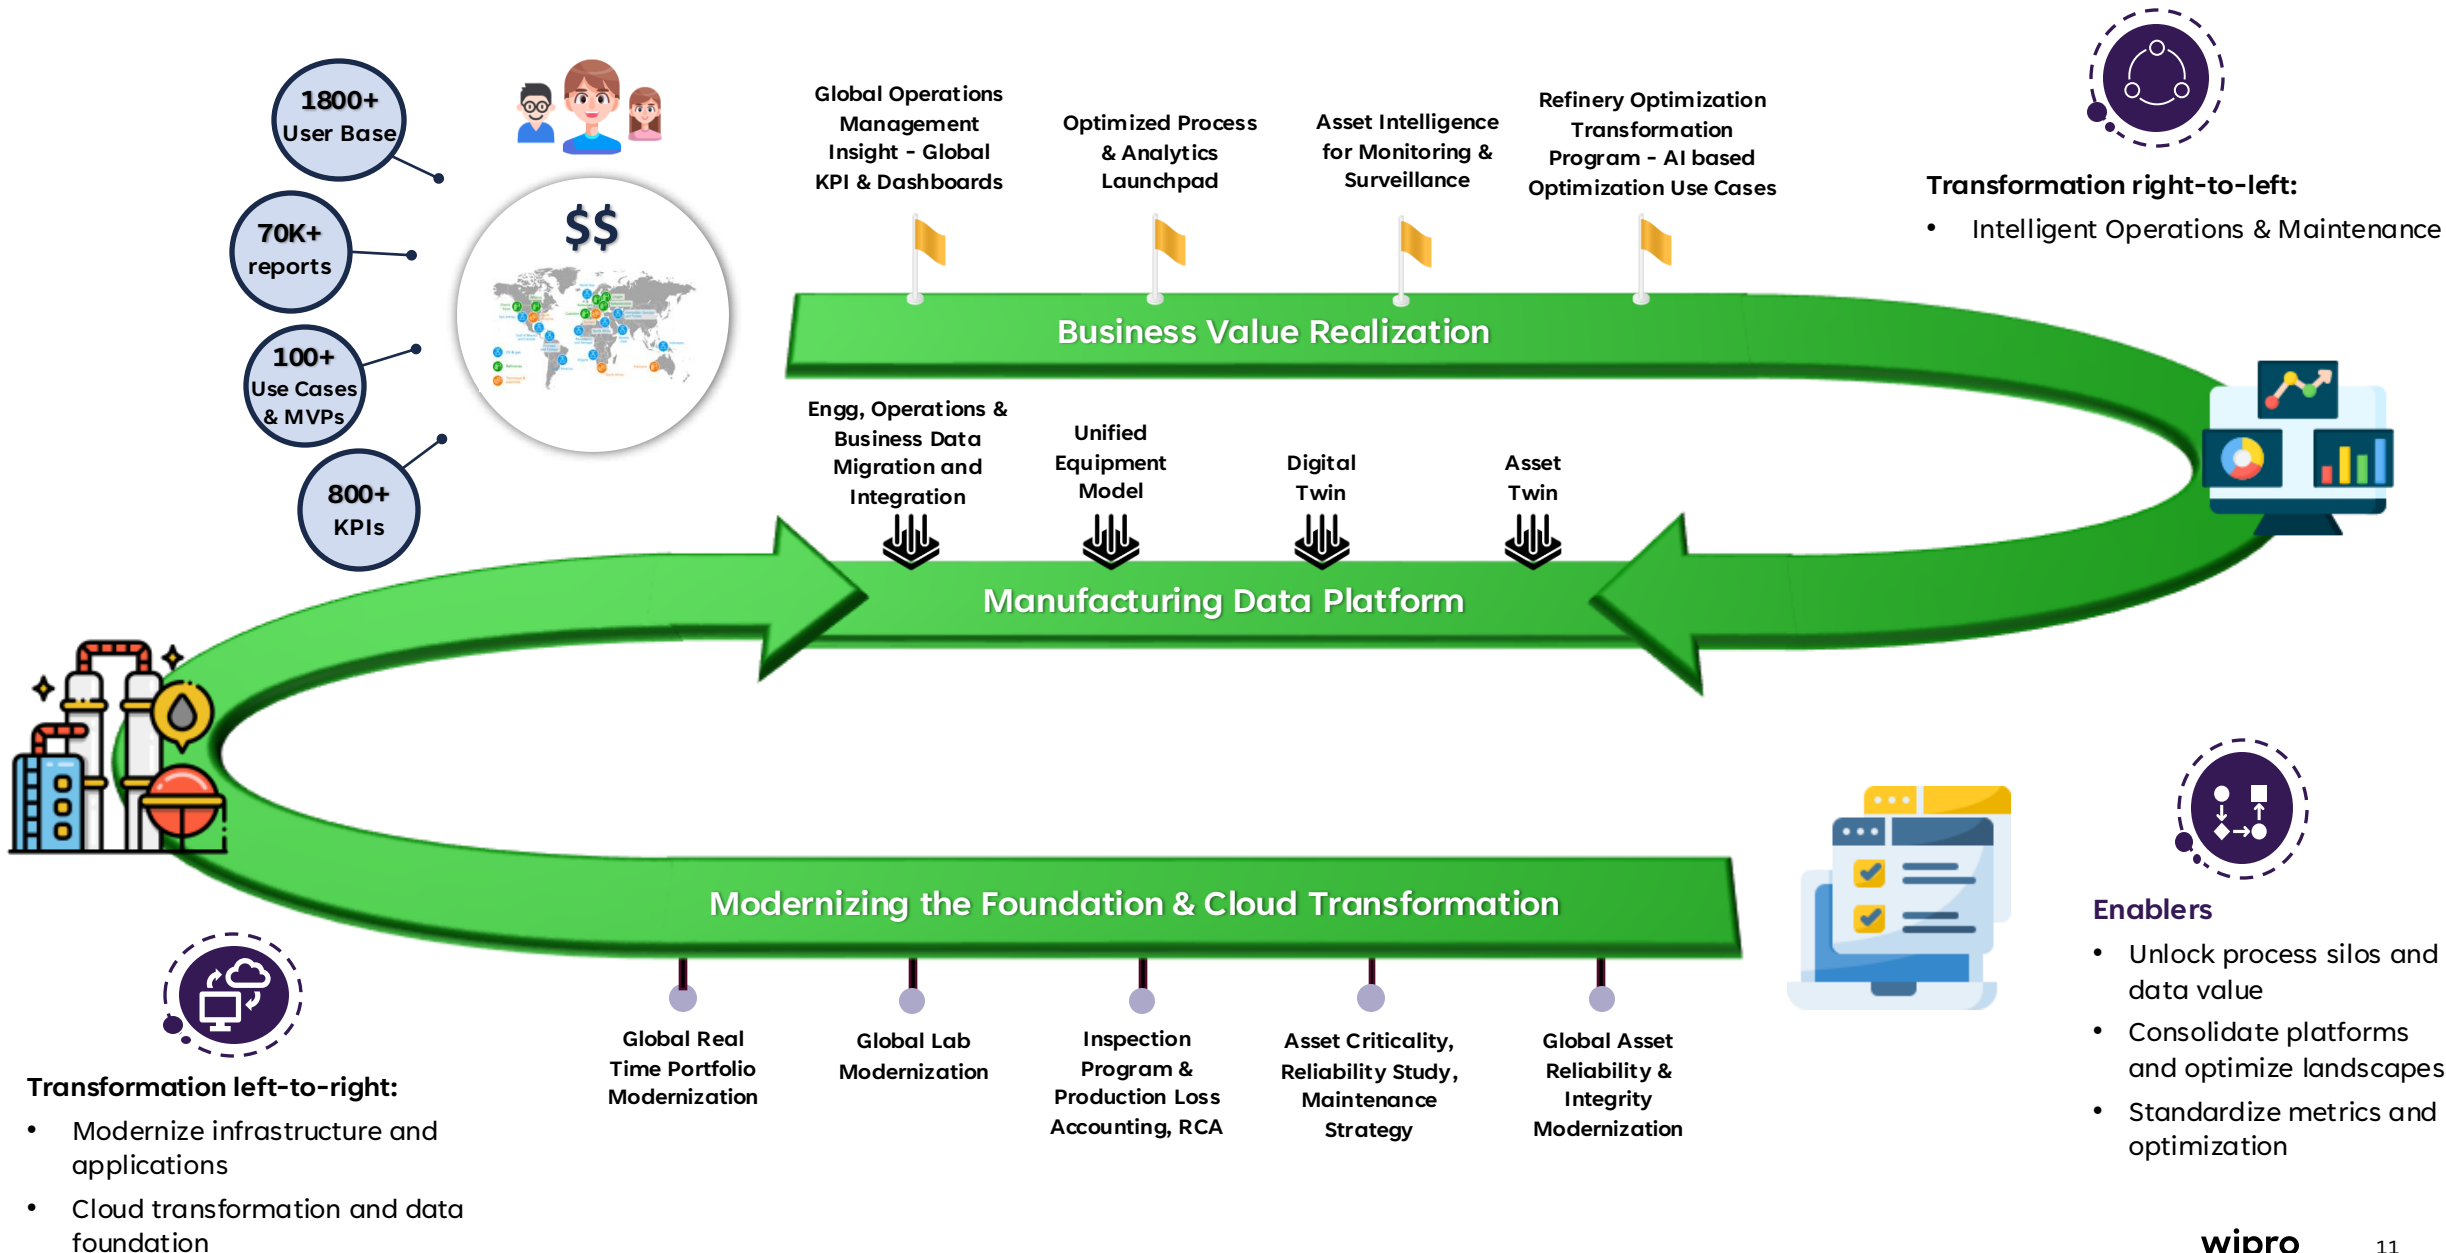 1800+
User Base
70K+
reports
100+
Use Cases
& MVPs
800+
KPIs
$$
Global Operations
Management
Insight - Global
KPI & Dashboards
Optimized Process
& Analytics
Launchpad
Asset Intelligence
for Monitoring &
Surveillance
Refinery Optimization
Transformation
Program - AI based
Optimization Use Cases
Transformation right-to-left:
• Intelligent Operations & Maintenance
Business Value Realization
Engg, Operations &
Business Data
Migration and
Integration
Unified
Equipment
Model
Digital
Twin
Asset
Twin
Manufacturing Data Platform
Modernizing the Foundation & Cloud Transformation
Global Real
Time Portfolio
Modernization
Global Lab
Modernization
Inspection
Program &
Production Loss
Accounting, RCA
Asset Criticality,
Reliability Study,
Maintenance
Strategy
Global Asset
Reliability &
Integrity
Modernization
Transformation left-to-right:
• Modernize infrastructure and
applications
• Cloud transformation and data
foundation
Enablers
• Unlock process silos and
data value
• Consolidate platforms
and optimize landscapes
• Standardize metrics and
optimization
wipro
11